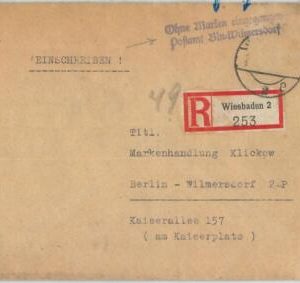 Ohne Marken eingegangen
Postamt Bln-Wilmersdorf
"EINSCHREIBEN !
49
R
Wiesbaden 2
253
Titl.
Markenhandlung Klickow
Berlin - Wilmersdorf
Kaiserallee 157
( am Kaiserplatz )